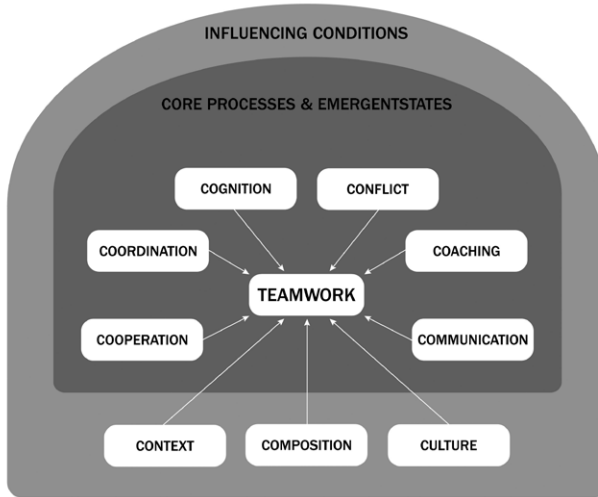 INFLUENCING CONDITIONS
CORE PROCESSES & EMERGENTSTATES
COGNITION
CONFLICT
COORDINATION
COACHING
TEAMWORK
COOPERATION
COMMUNICATION
CONTEXT
COMPOSITION
CULTURE